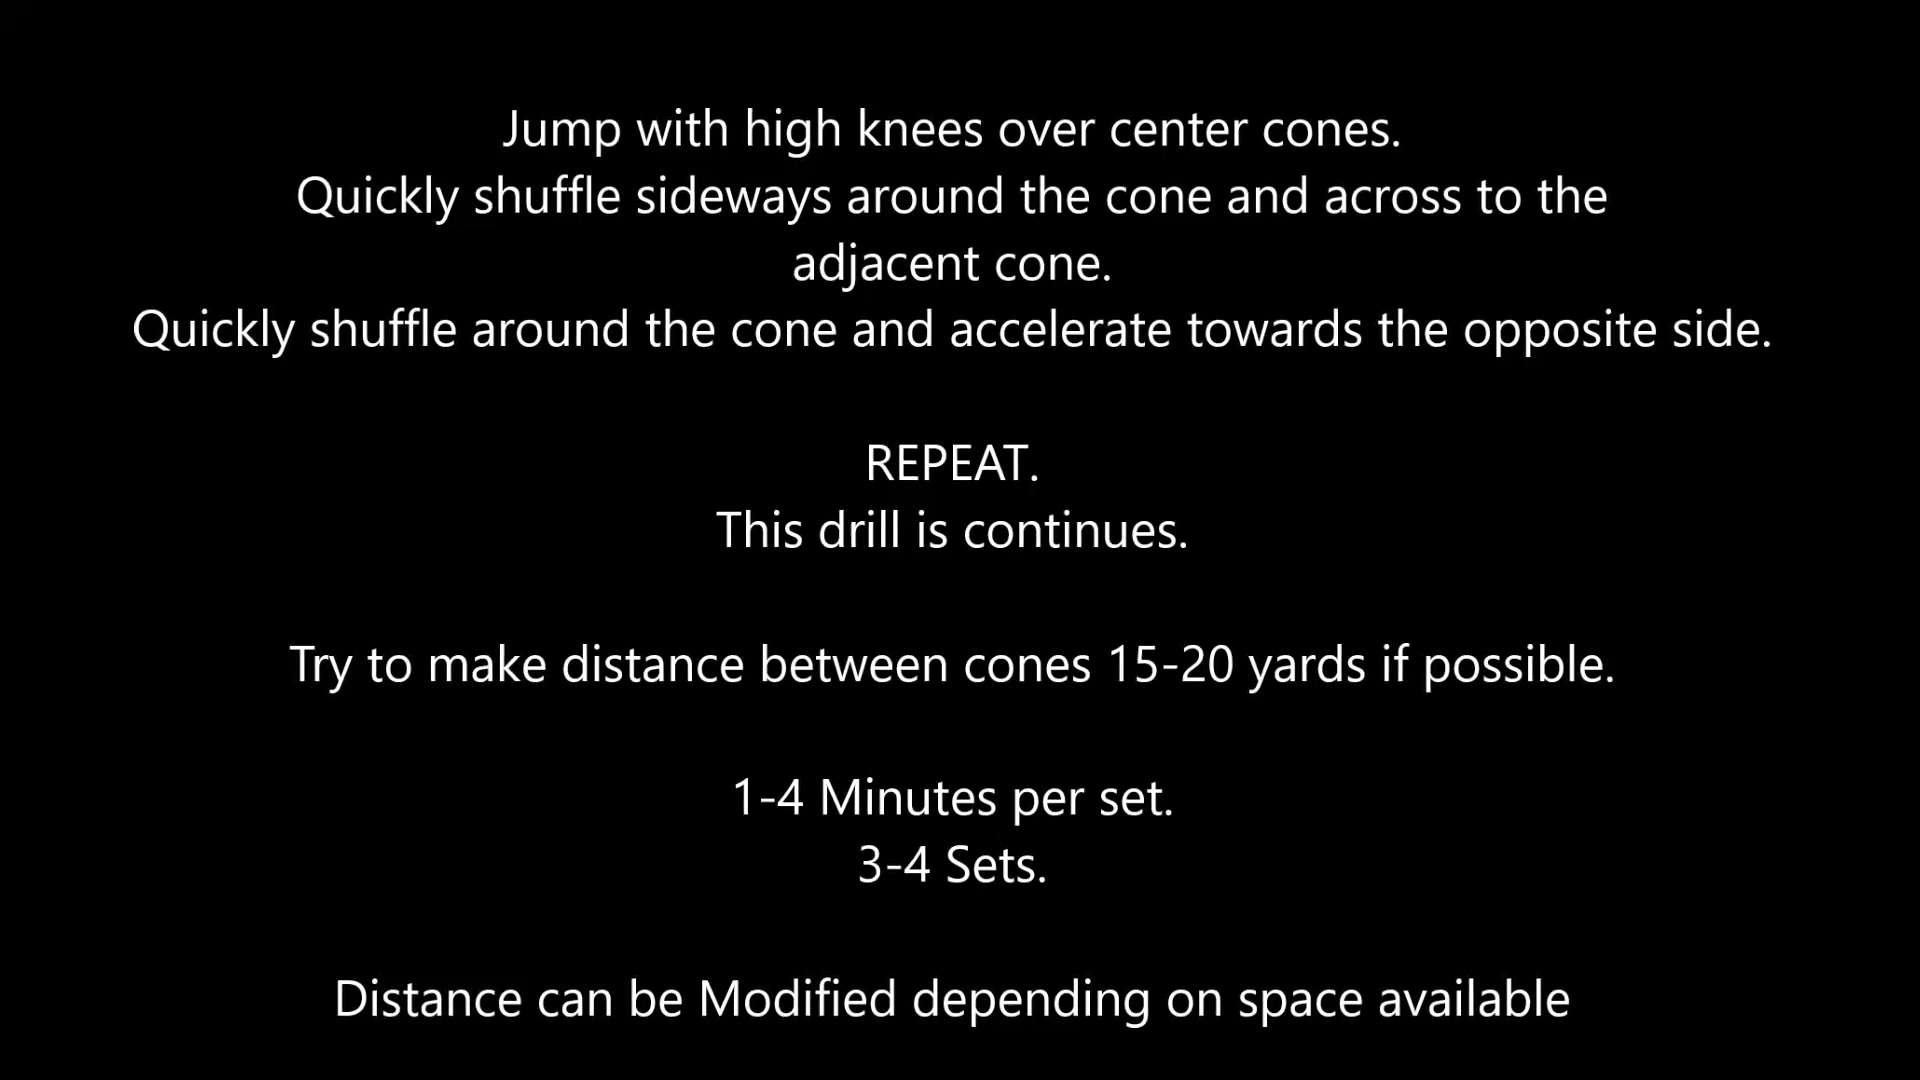 Jump with high knees over center cones.
Quickly shuffle sideways around the cone and across to the
adjacent cone.
Quickly shuffle around the cone and accelerate towards the opposite side.
REPEAT.
This drill is continues.
Try to make distance between cones 15-20 yards if possible.
1-4 Minutes per set.
3-4 Sets.
Distance can be Modified depending on space available